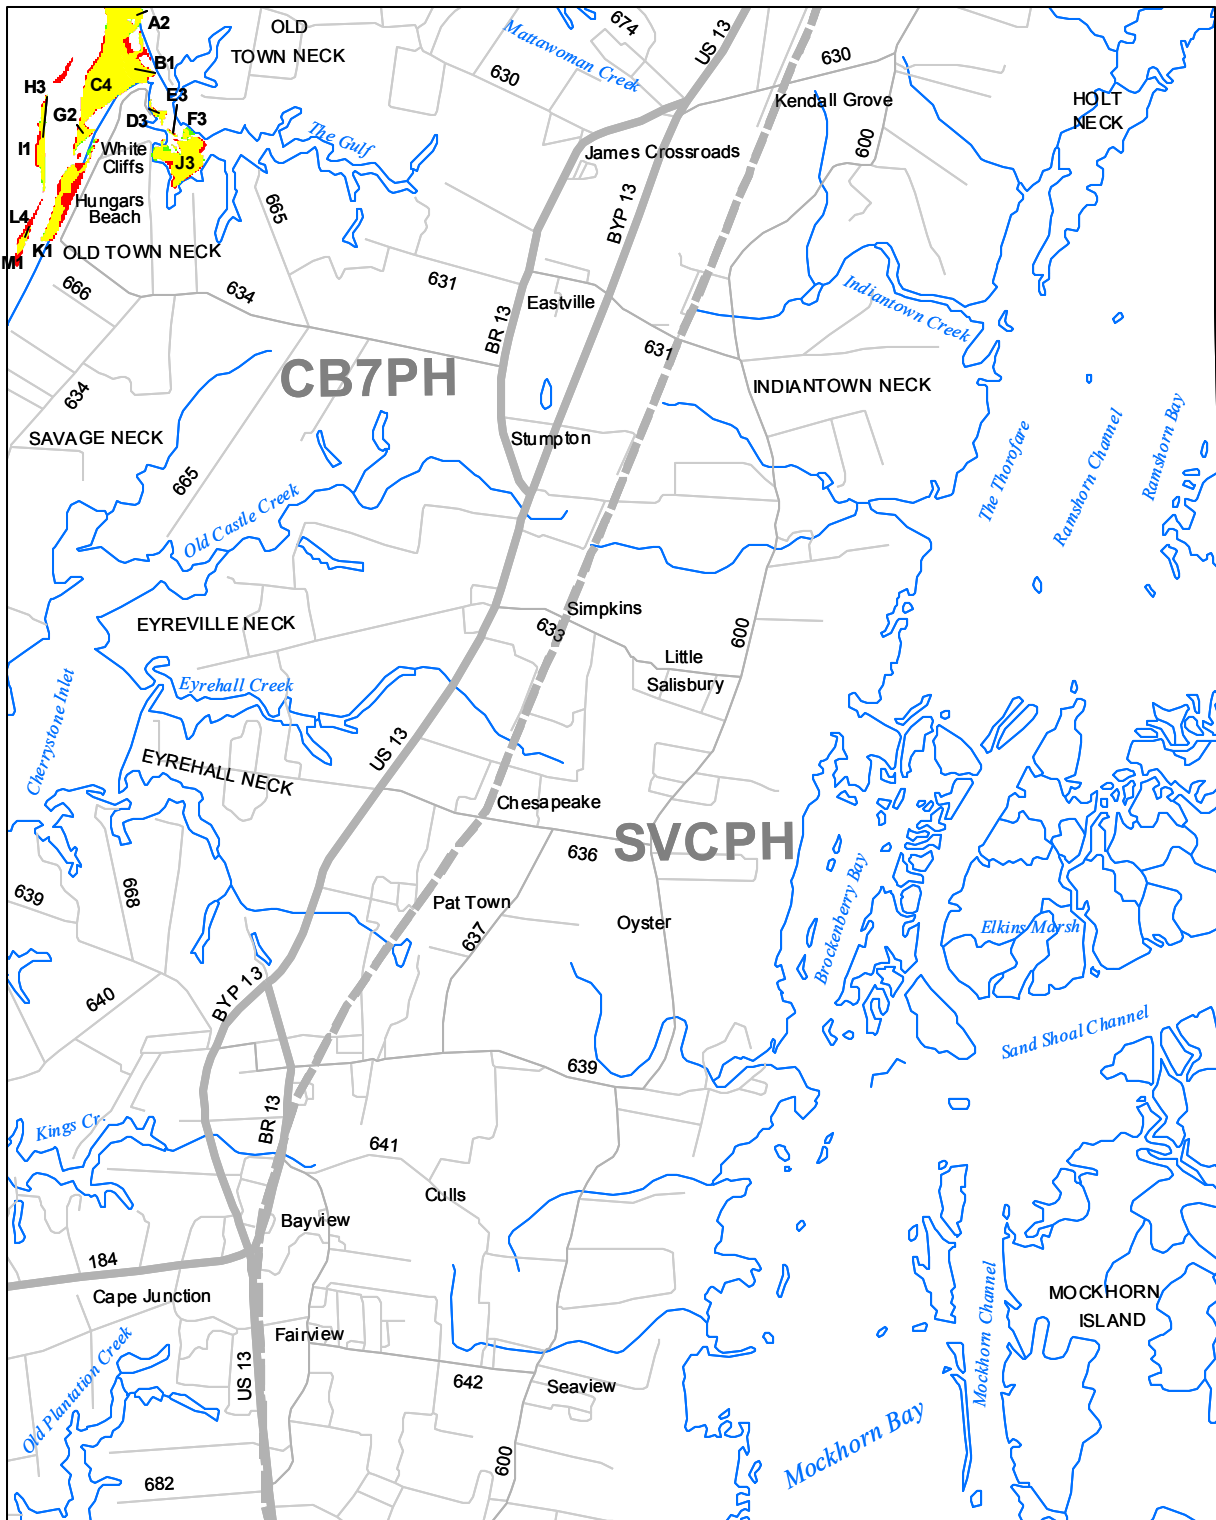 A2
OLD
TOWN NECK
Mattawoman Creek
674
US 13
630
630
B1
C4
H3
E3
G2
D3
F3
Kendall Grove
HOLT
NECK
I1
White
Cliffs
J3
The Gulf
James Crossroads
600
Hungars
Beach
665
BYP 13
L4
K1
M1
OLD TOWN NECK
666
634
631
Eastville
Indiantown Creek
BR 13
631
CB7PH
INDIANTOWN NECK
634
SAVAGE NECK
Stumpton
The Thorofare
Ramshorn Channel
Ramshorn Bay
665
Old Castle Creek
EYREVILLE NECK
Simpkins
633
600
Little
Salisbury
Eyrehall Creek
Cherrystone Inlet
US 13
EYREHALL NECK
Chesapeake
SVCPH
636
639
668
Pat Town
637
Oyster
Brockenberry Bay
Elkins Marsh
640
BYP 13
Sand Shoal Channel
639
Kings Cr.
BR 13
641
Culls
Bayview
184
Cape Junction
Mockhorn Channel
MOCKHORN
ISLAND
Fairview
Old Plantation Creek
US 13
642
Seaview
Mockhorn Bay
600
682